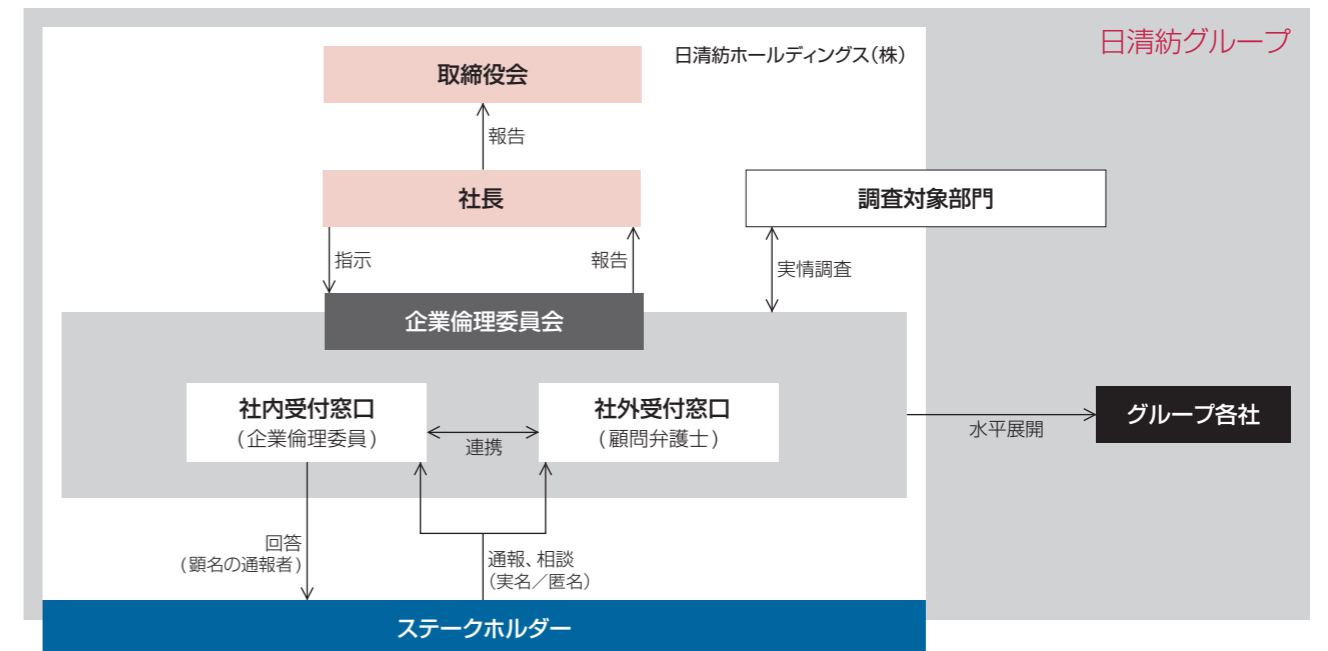 日清紡グループ
日清紡ホールディングス（株）
取締役会
報告
社長
調査対象部門
指示
報告
実情調査
企業倫理委員会
社内受付窓口
（企業倫理委員）
連携
社外受付窓口
（顧問弁護士）
水平展開
グループ各社
回答
（顕名の通報者）
通報、相談
（実名／匿名）
ステークホルダー